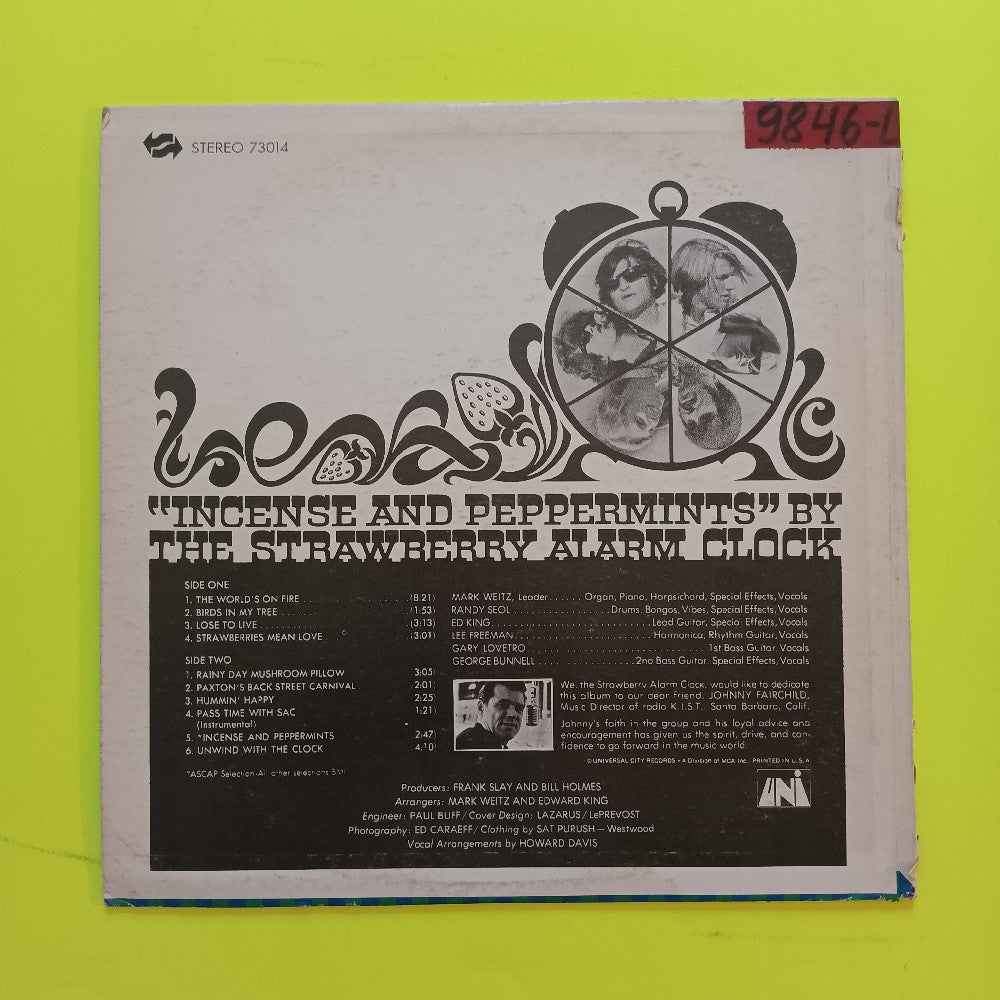 9846-L
STEREO 73014
"INCENSE AND PEPPERMINTS" BY
THE STRAWBERRY ALARM CLOCK
SIDE ONE
1. THE WORLD'S ON FIRE (8:21)
2. BIRDS IN MY TREE (1:53)
3. LOSE TO LIVE (3:13)
4. STRAWBERRIES MEAN LOVE (3:01)
SIDE TWO
1. RAINY DAY MUSHROOM PILLOW 3:05
2. PAXTON'S BACK STREET CARNIVAL 2:01
3. HUMMIN' HAPPY 2:25
4. PASS TIME WITH SAC 1:21
(Instrumental)
5. *INCENSE AND PEPPERMINTS 2:47
6. UNWIND WITH THE CLOCK 4:10
*ASCAP Selection-All other selections BMI
MARK WEITZ, Leader....... Organ, Piano, Harpsichord, Special Effects, Vocals
RANDY SEOL.................Drums, Bongos, Vibes, Special Effects, Vocals
ED KING.......................Lead Guitar, Special Effects, Vocals
LEE FREEMAN.......................Harmonica, Rhythm Guitar, Vocals
GARY LOVETRO.............................1st Bass Guitar, Vocals
GEORGE BUNNELL.................2nd Bass Guitar, Special Effects, Vocals
We, the Strawberry Alarm Clock, would like to dedicate
this album to our dear friend, JOHNNY FAIRCHILD,
Music Director of radio K.I.S.T., Santa Barbara, Calif.
Johnny's faith in the group and his loyal advice and
encouragement has given us the spirit, drive, and con-
fidence to go forward in the music world.
© UNIVERSAL CITY RECORDS • A Division of MCA Inc. PRINTED IN U.S.A.
UNI
Producers: FRANK SLAY AND BILL HOLMES
Arrangers: MARK WEITZ AND EDWARD KING
Engineer: PAUL BUFF/Cover Design: LAZARUS/LePREVOST
Photography: ED CARAEFF/Clothing by SAT PURUSH—Westwood
Vocal Arrangements by HOWARD DAVIS